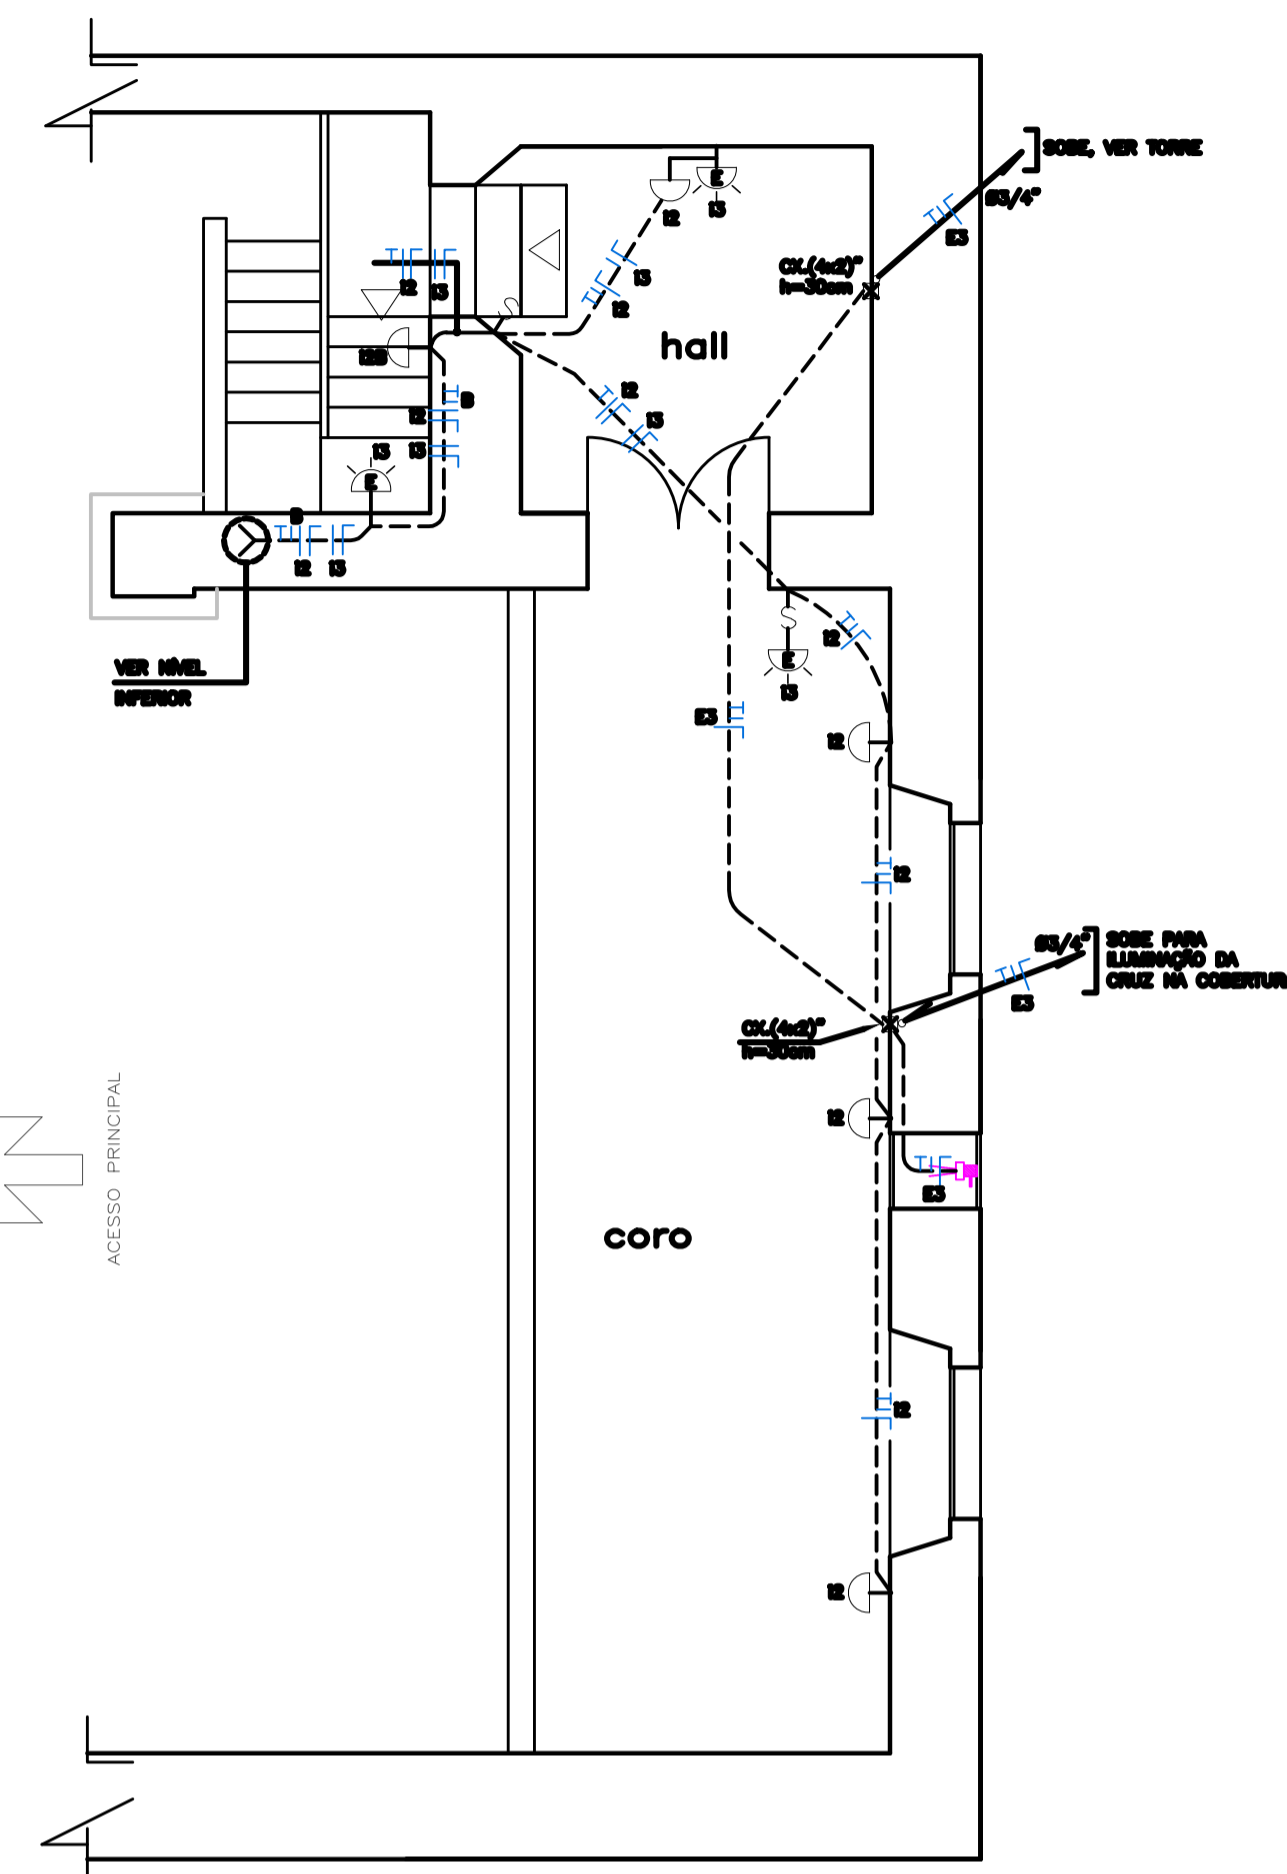 SOBE, VER TORRE
Ø3/4"
E3
E
12
13
CX.(4x2)"
h=30cm
12
13
13
12
S
hall
12B
12
13
B
12
13
13
E
B
12
13
S
12
E
13
VER NÍVEL
INFERIOR
E3
12
12
Ø3/4"
SOBE PARA
ILUMINAÇÃO DA
CRUZ NA COBERTUR
E3
CX.(4x2)"
h=30cm
ACESSO PRINCIPAL
12
E3
coro
12
12